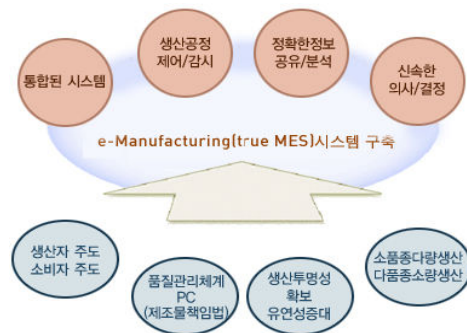 통합된 시스템
생산공정
제어/감시
정확한정보
공유/분석
신속한
의사/결정
e-Manufacturing(true MES)시스템 구축
생산자 주도
소비자 주도
품질관리체계
PC
(제조물책임법)
생산투명성
확보
유연성증대
소품종다량생산
다품종소량생산